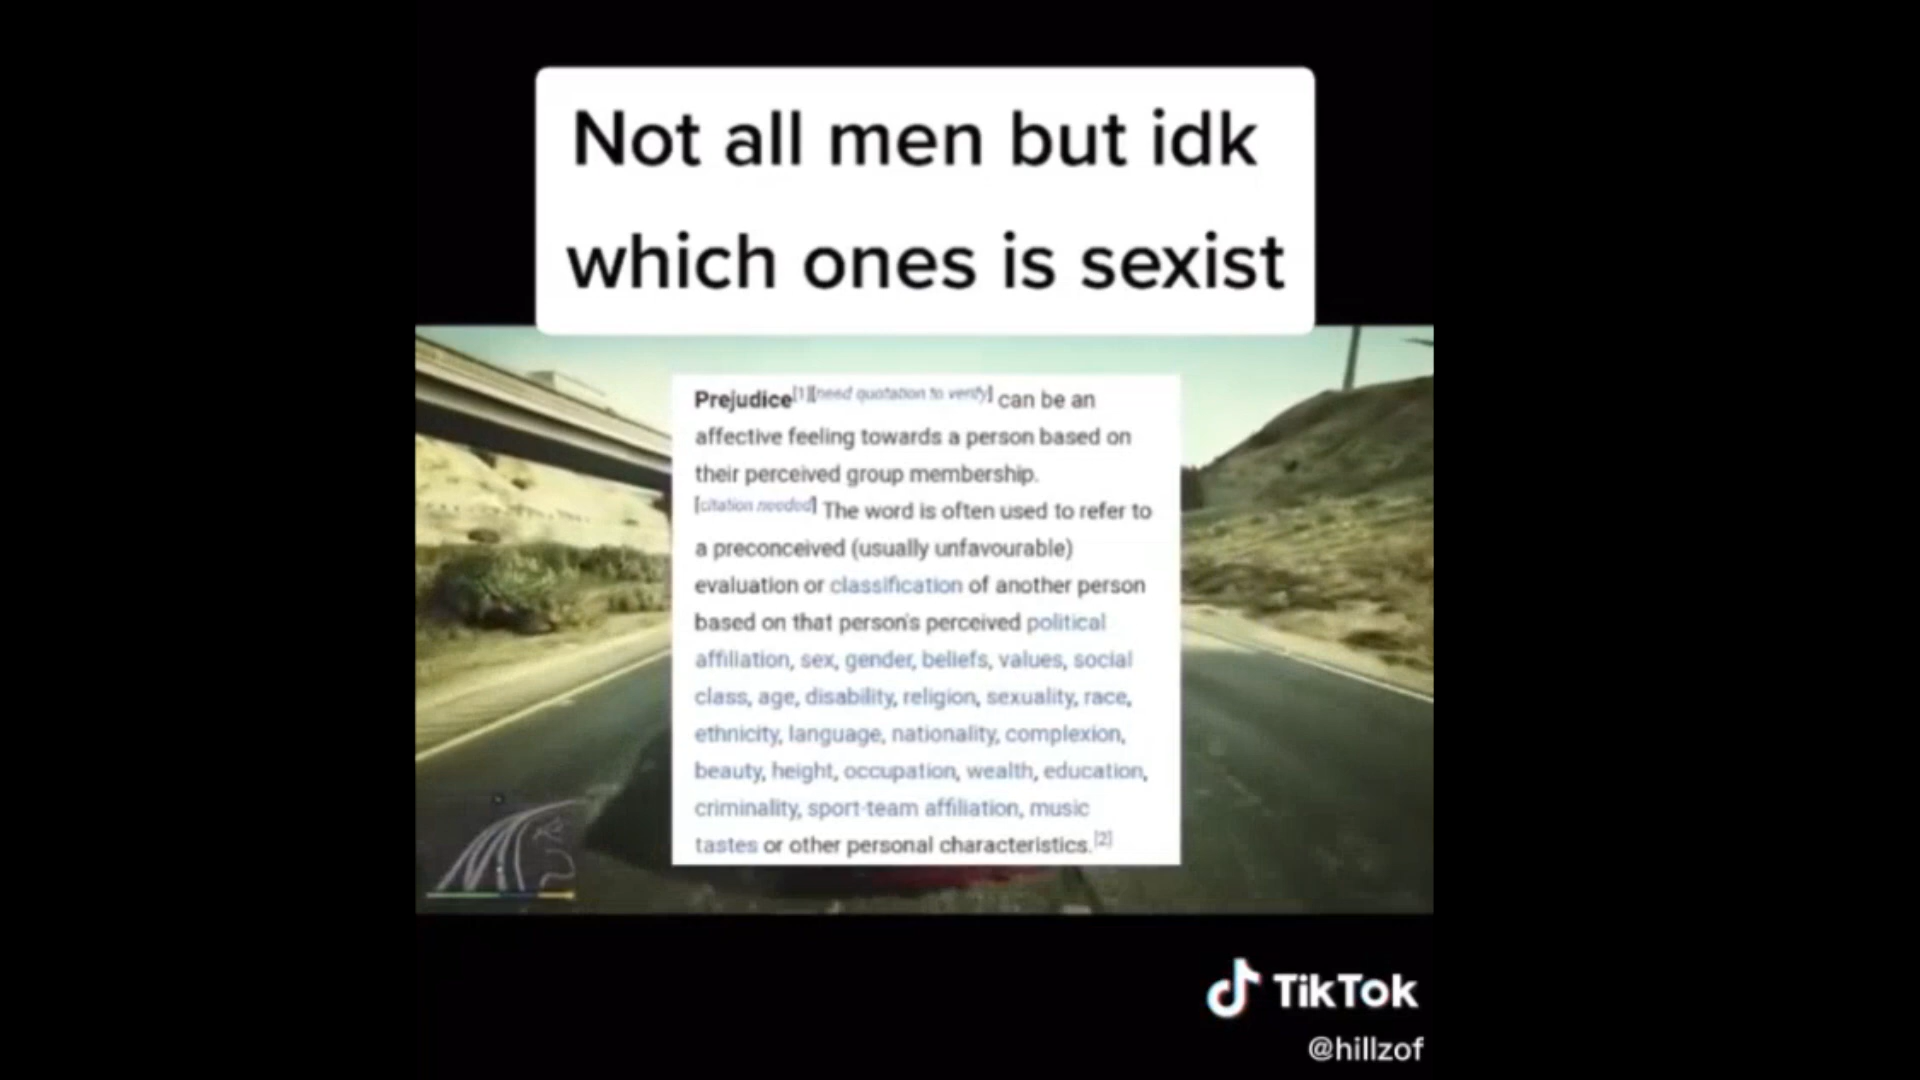 Not all men but idk
which ones is sexist
Prejudice[1][need quotation to verify] can be an
affective feeling towards a person based on
their perceived group membership.
[citation needed] The word is often used to refer to
a preconceived (usually unfavourable)
evaluation or classification of another person
based on that person's perceived political
affiliation, sex, gender, beliefs, values, social
class, age, disability, religion, sexuality, race,
ethnicity, language, nationality, complexion,
beauty, height, occupation, wealth, education,
criminality, sport-team affiliation, music
tastes or other personal characteristics.[2]
TikTok
@hillzof